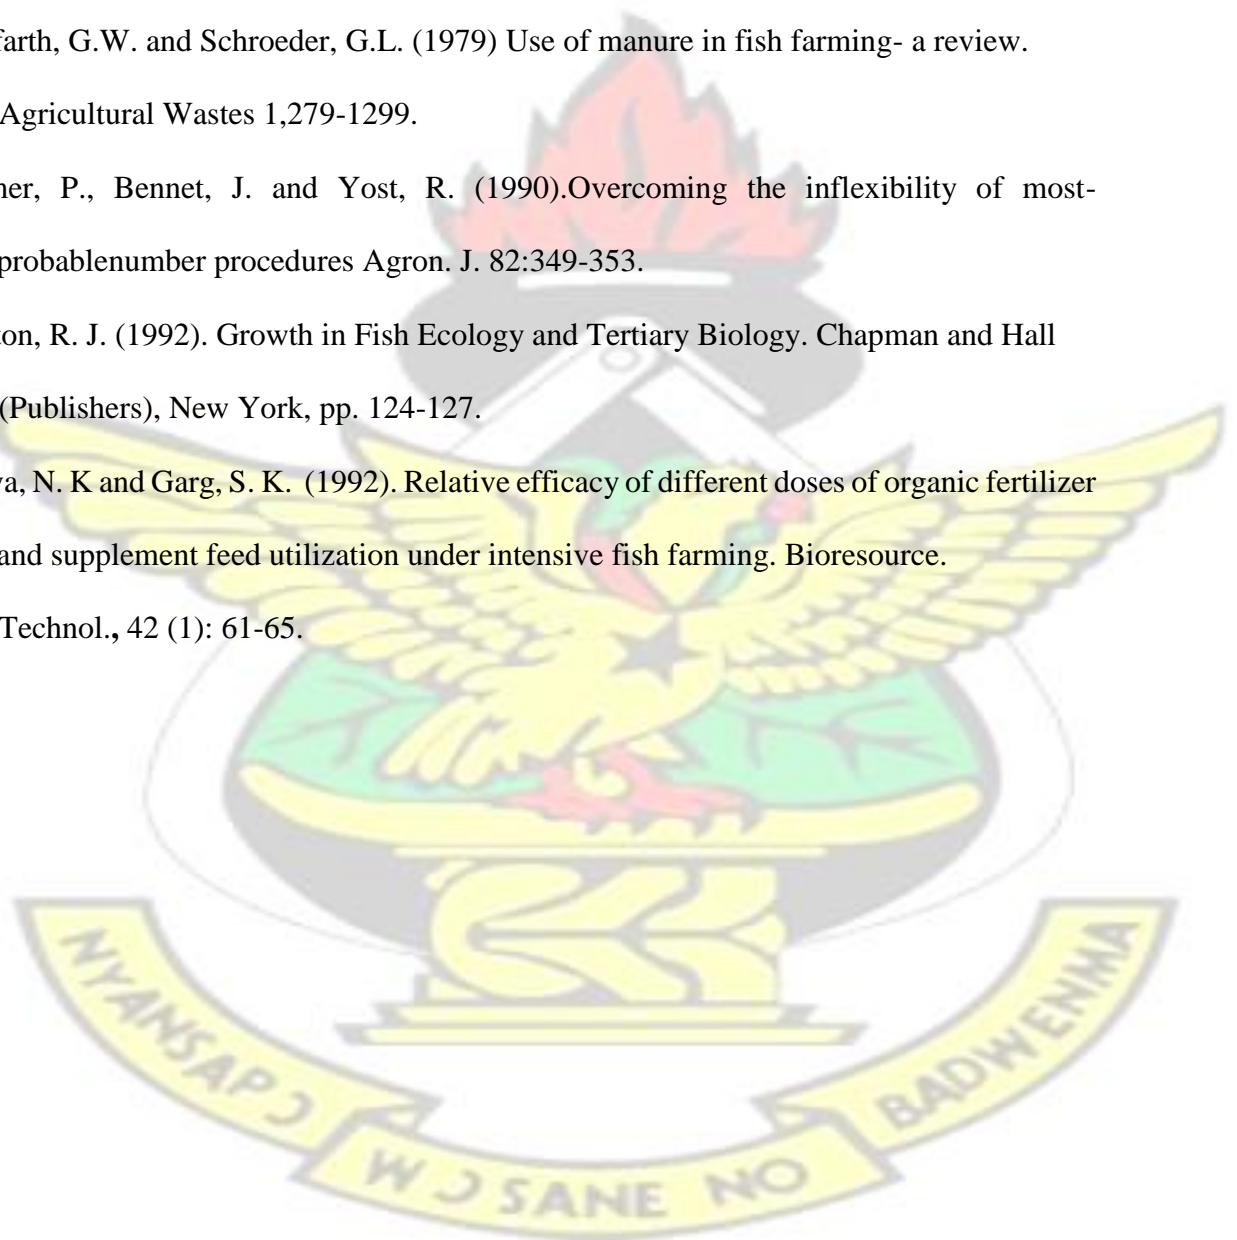 farth, G.W. and Schroeder, G.L. (1979) Use of manure in fish farming- a review.
Agricultural Wastes 1,279-1299.
ner, P., Bennet, J. and Yost, R. (1990).Overcoming the inflexibility of most-
probablenumber procedures Agron. J. 82:349-353.
ton, R. J. (1992). Growth in Fish Ecology and Tertiary Biology. Chapman and Hall
(Publishers), New York, pp. 124-127.
va, N. K and Garg, S. K. (1992). Relative efficacy of different doses of organic fertilizer
and supplement feed utilization under intensive fish farming. Bioresource.
Technol., 42 (1): 61-65.
NYANSAPƆ
WƆ SANE NO
BADWENMA